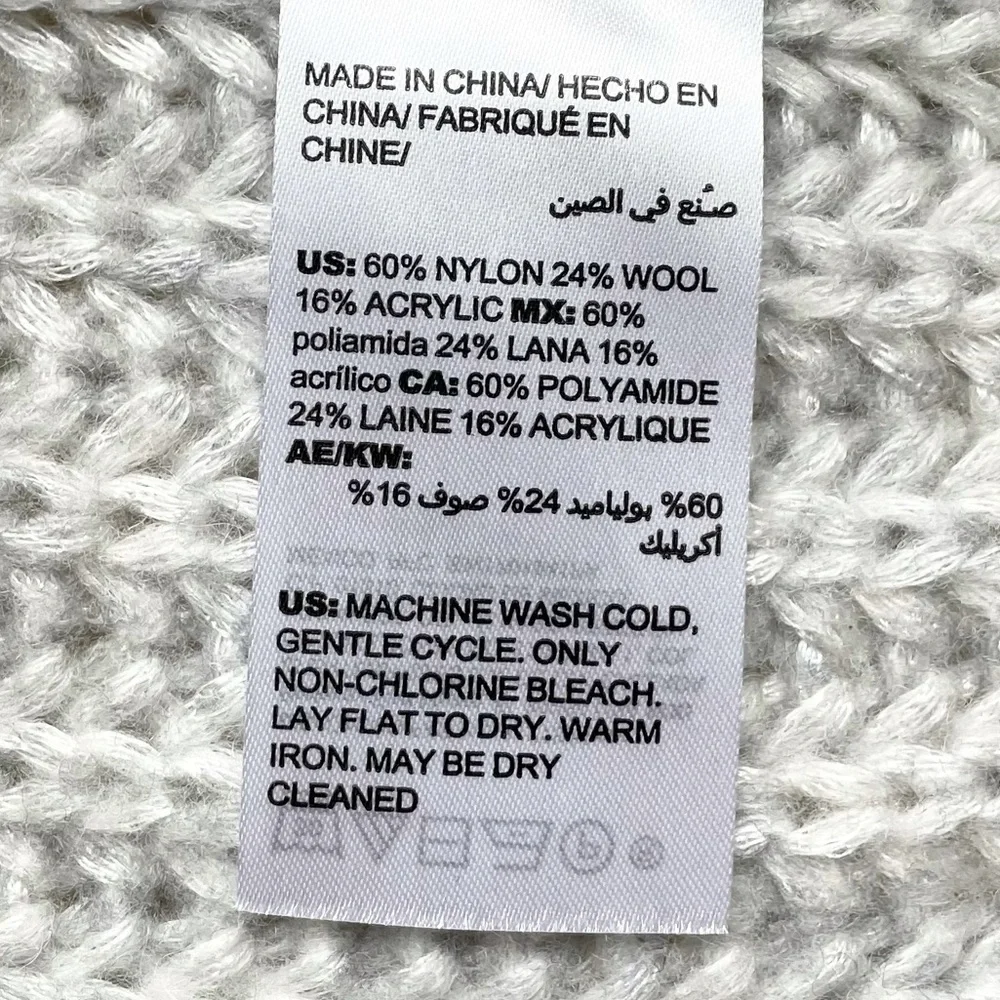 MADE IN CHINA/ HECHO EN
CHINA/ FABRIQUÉ EN
CHINE/
صُنع في الصين
US: 60% NYLON 24% WOOL
16% ACRYLIC MX: 60%
poliamida 24% LANA 16%
acrílico CA: 60% POLYAMIDE
24% LAINE 16% ACRYLIQUE
AE/KW:
60% بولياميد 24% صوف 16%
أكريليك
US: MACHINE WASH COLD,
GENTLE CYCLE. ONLY
NON-CHLORINE BLEACH.
LAY FLAT TO DRY. WARM
IRON. MAY BE DRY
CLEANED